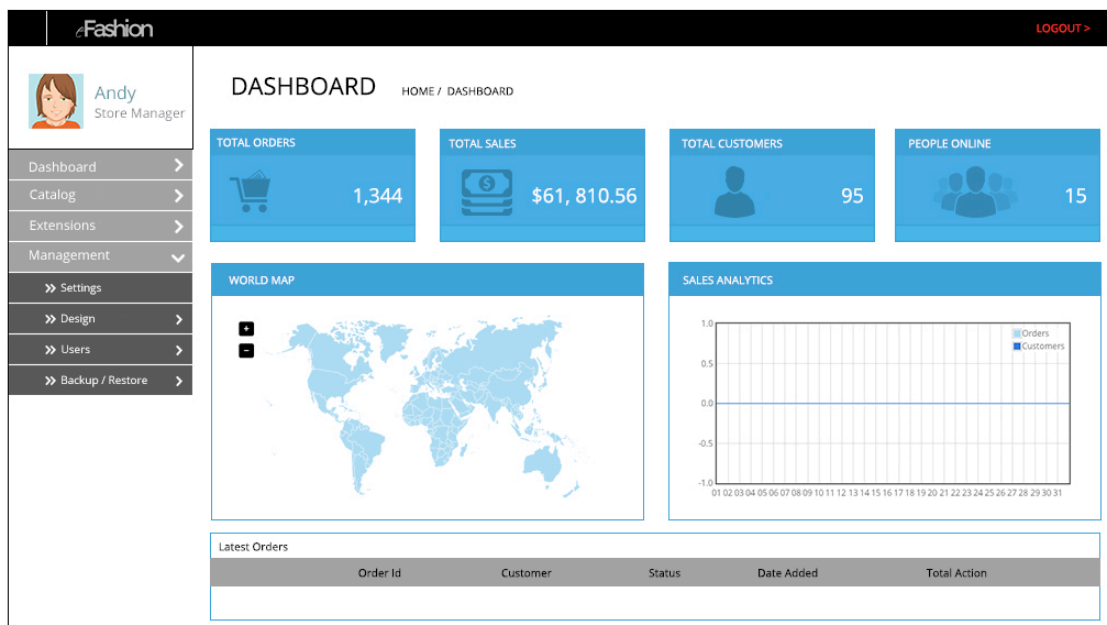 eFashion
LOGOUT >
Andy
Store Manager
DASHBOARD HOME / DASHBOARD
Dashboard
Catalog
Extensions
Management
Settings
Design
Users
Backup / Restore
TOTAL ORDERS
1,344
TOTAL SALES
$61, 810.56
TOTAL CUSTOMERS
95
PEOPLE ONLINE
15
WORLD MAP
+
-
SALES ANALYTICS
Orders
Customers
1.0
0.5
0.0
-0.5
-1.0
01 02 03 04 05 06 07 08 09 10 11 12 13 14 15 16 17 18 19 20 21 22 23 24 25 26 27 28 29 30 31
Latest Orders
Order Id Customer Status Date Added Total Action